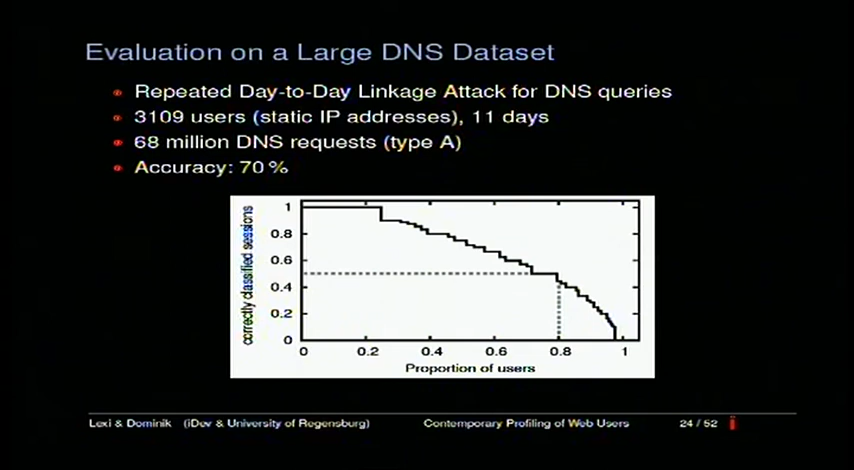 Evaluation on a Large DNS Dataset
Repeated Day-to-Day Linkage Attack for DNS queries
3109 users (static IP addresses), 11 days
68 million DNS requests (type A)
Accuracy: 70 %
correctly classified sessions
1
0.8
0.6
0.4
0.2
0
0 0.2 0.4 0.6 0.8 1
Proportion of users
Lexi & Dominik (iDev & University of Regensburg) Contemporary Profiling of Web Users 24 / 52